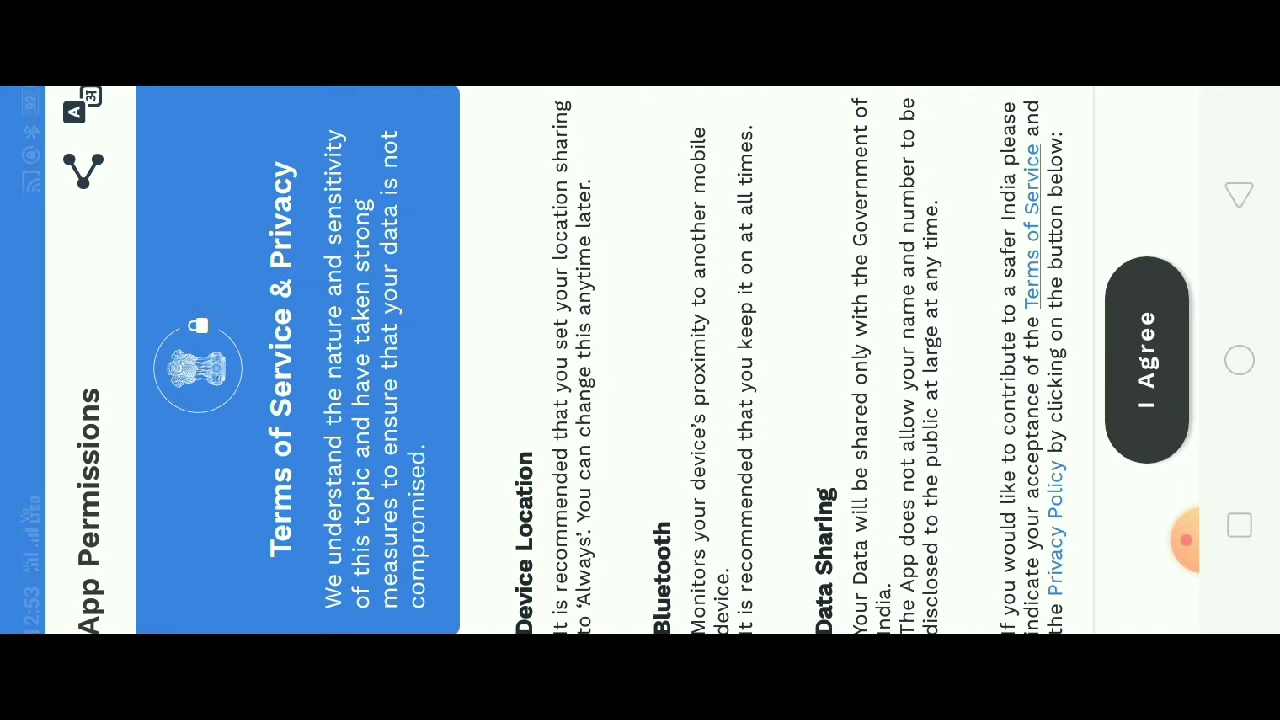 12:53
92
App Permissions
A अ
Terms of Service & Privacy
We understand the nature and sensitivity
of this topic and have taken strong
measures to ensure that your data is not
compromised.
Device Location
It is recommended that you set your location sharing
to 'Always'. You can change this anytime later.
Bluetooth
Monitors your device's proximity to another mobile
device.
It is recommended that you keep it on at all times.
Data Sharing
Your Data will be shared only with the Government of
India.
The App does not allow your name and number to be
disclosed to the public at large at any time.
If you would like to contribute to a safer India please
indicate your acceptance of the Terms of Service and
the Privacy Policy by clicking on the button below:
I Agree